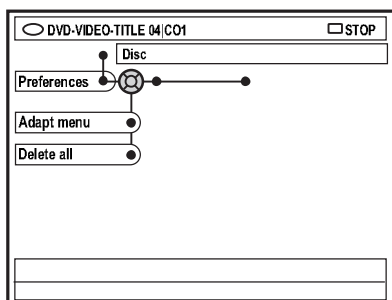 DVD-VIDEO-TITLE 04|C01 STOP
Disc
Preferences
Adapt menu
Delete all